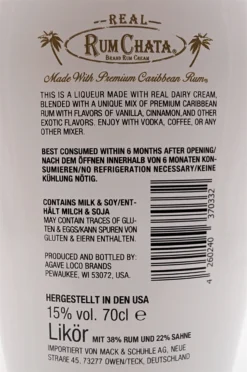 REAL
RUMCHATA®
BEARD RUM CREAM
Made With Premium Caribbean Rum
THIS IS A LIQUEUR MADE WITH REAL DAIRY CREAM,
BLENDED WITH A UNIQUE MIX OF PREMIUM CARIBBEAN
RUM WITH FLAVORS OF VANILLA, CINNAMON,AND OTHER
EXOTIC FLAVORS. ENJOY WITH VODKA, COFFEE, OR ANY
OTHER MIXER.
BEST CONSUMED WITHIN 6 MONTHS AFTER OPENING/
NACH DEM ÖFFNEN INNERHALB VON 6 MONATEN KON-
SUMIEREN/NO REFRIGERATION NECESSARY/KEINE
KÜHLUNG NÖTIG.
CONTAINS MILK & SOY/ENT-
HÄLT MILCH & SOJA
MAY CONTAIN TRACES OF GLU-
TEN & EGGS/KANN SPUREN VON
GLUTEN & EIERN ENTHALTEN.
PRODUCED AND BOTTLED BY:
AGAVE LOCO BRANDS
PEWAUKEE, WI 53072, USA.
4 260240 370332
HERGESTELLT IN DEN USA
15% vol. 70cl ℮
Likör MIT 38% RUM UND 22% SAHNE
IMPORTIERT VON MACK & SCHÜHLE AG, NEUE
STRAßE 45, 73277 OWEN/TECK, DEUTSCHLAND